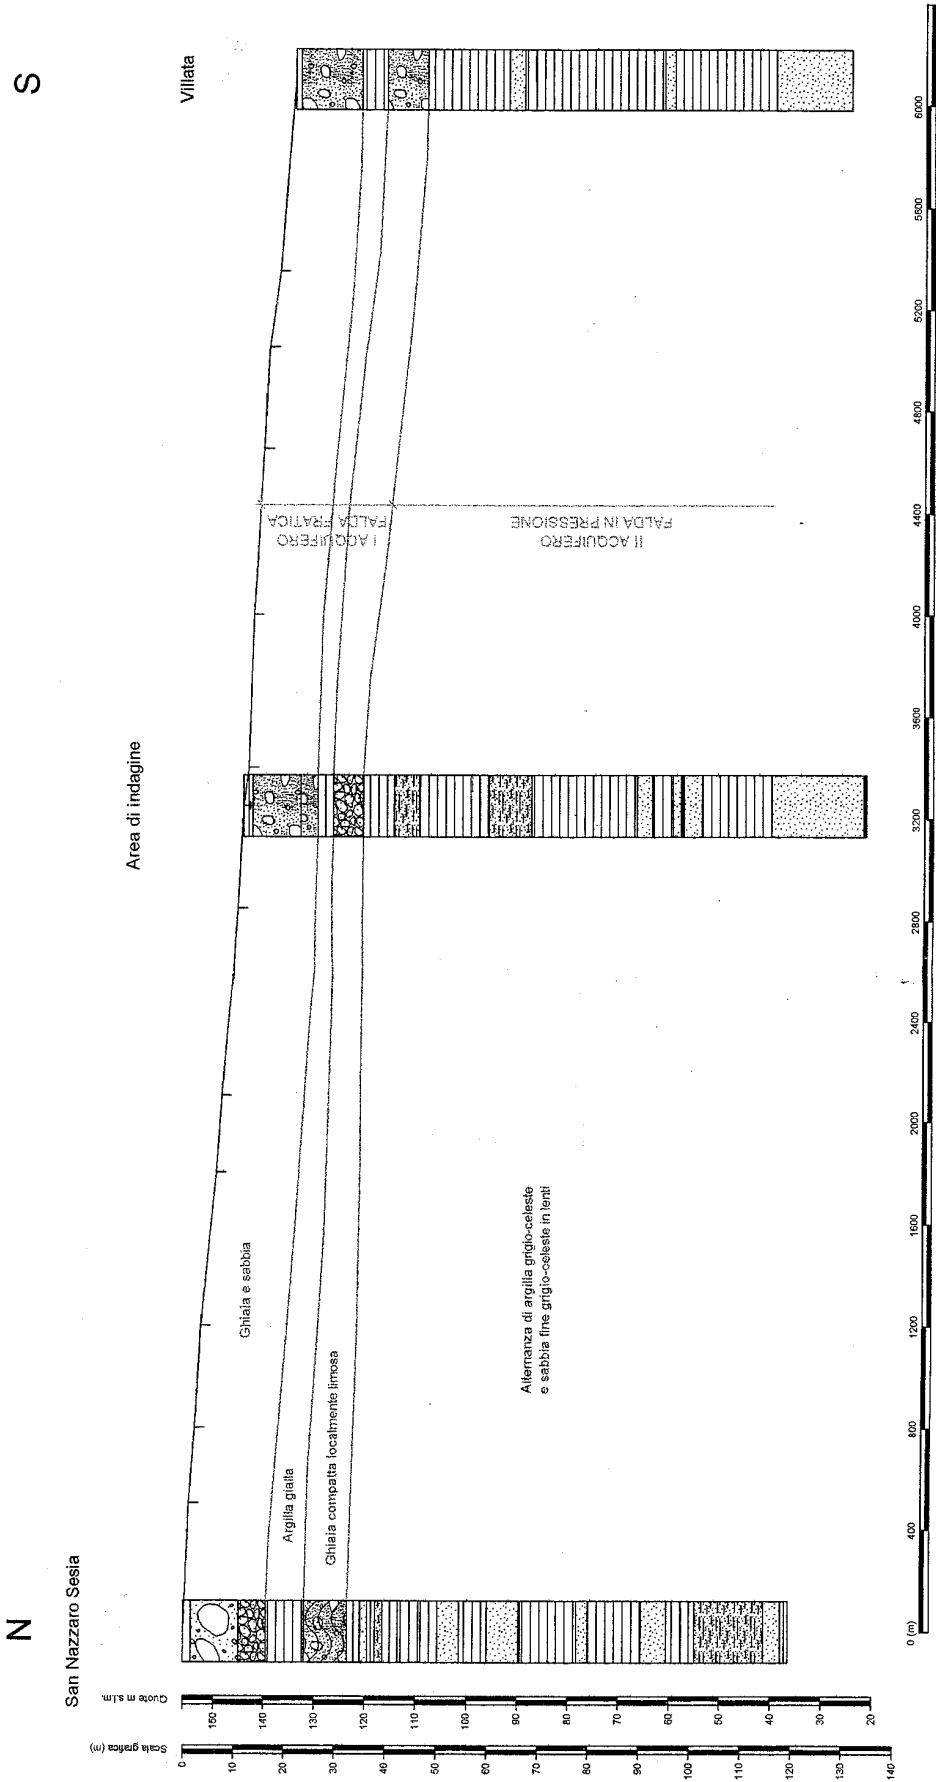 N
S
San Nazzaro Sesia
Area di indagine
Villata
Ghiaia e sabbia
Argilla gialla
Ghiaia compatta localmente limosa
Alternanza di argilla grigio-celeste
e sabbia fine grigio-celeste in lenti
I ACQUIFERO
FALDA FRATICA
II ACQUIFERO
FALDA IN PRESSIONE
Quote m s.l.m.
150
140
130
120
110
100
90
80
70
60
50
40
30
20
Scala grafica (m)
0
10
20
30
40
50
60
70
80
90
100
110
120
130
140
0 (m)
400
800
1200
1600
2000
2400
2800
3200
3600
4000
4400
4800
5200
5600
6000